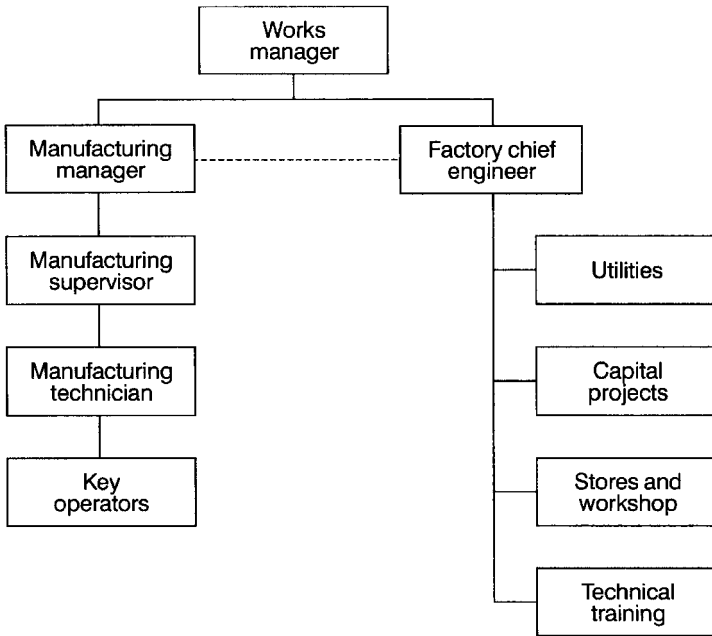 Works
manager
Manufacturing
manager
Factory chief
engineer
Manufacturing
supervisor
Utilities
Manufacturing
technician
Capital
projects
Key
operators
Stores and
workshop
Technical
training